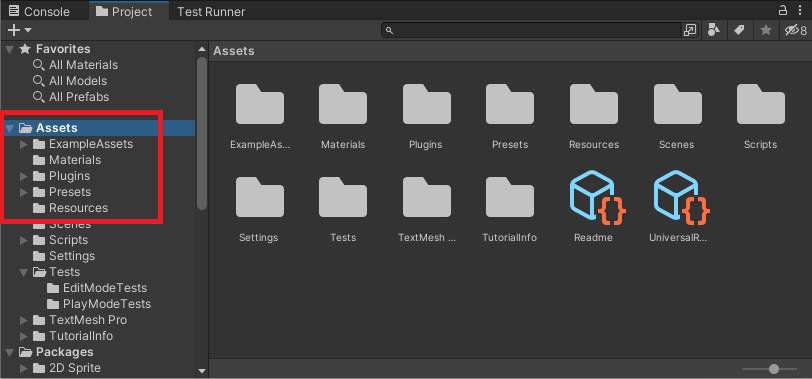 Console
Project
Test Runner
8
Favorites
All Materials
All Models
All Prefabs
Assets
ExampleAssets
Materials
Plugins
Presets
Resources
Scenes
Scripts
Settings
Tests
EditModeTests
PlayModeTests
TextMesh Pro
TutorialInfo
Packages
2D Sprite
Assets
ExampleAs...
Materials
Plugins
Presets
Resources
Scenes
Scripts
Settings
Tests
TextMesh ...
TutorialInfo
Readme
UniversalR...